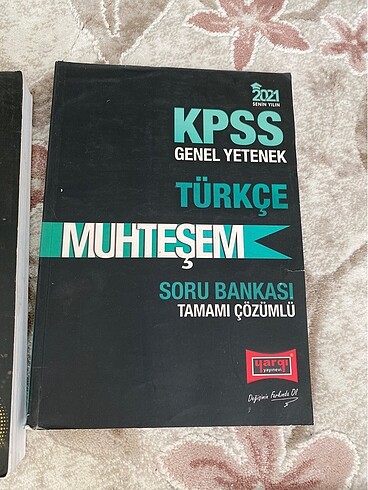 2021
SENİN YILIN
KPSS
GENEL YETENEK
TÜRKÇE
MUHTEŞEM
SORU BANKASI
TAMAMI ÇÖZÜMLÜ
yargı
yayınevi
Değişimin Farkında Ol